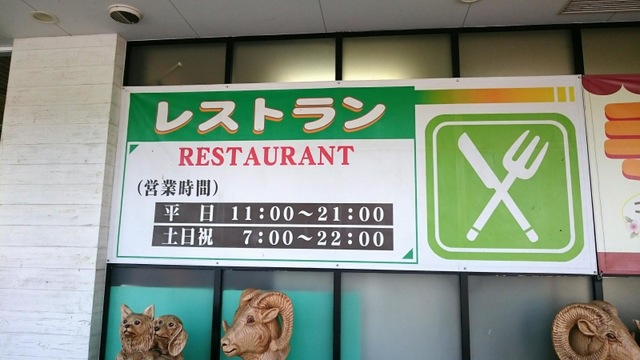 レストラン
RESTAURANT
(営業時間)
平 日 11:00～21:00
土日祝 7:00～22:00